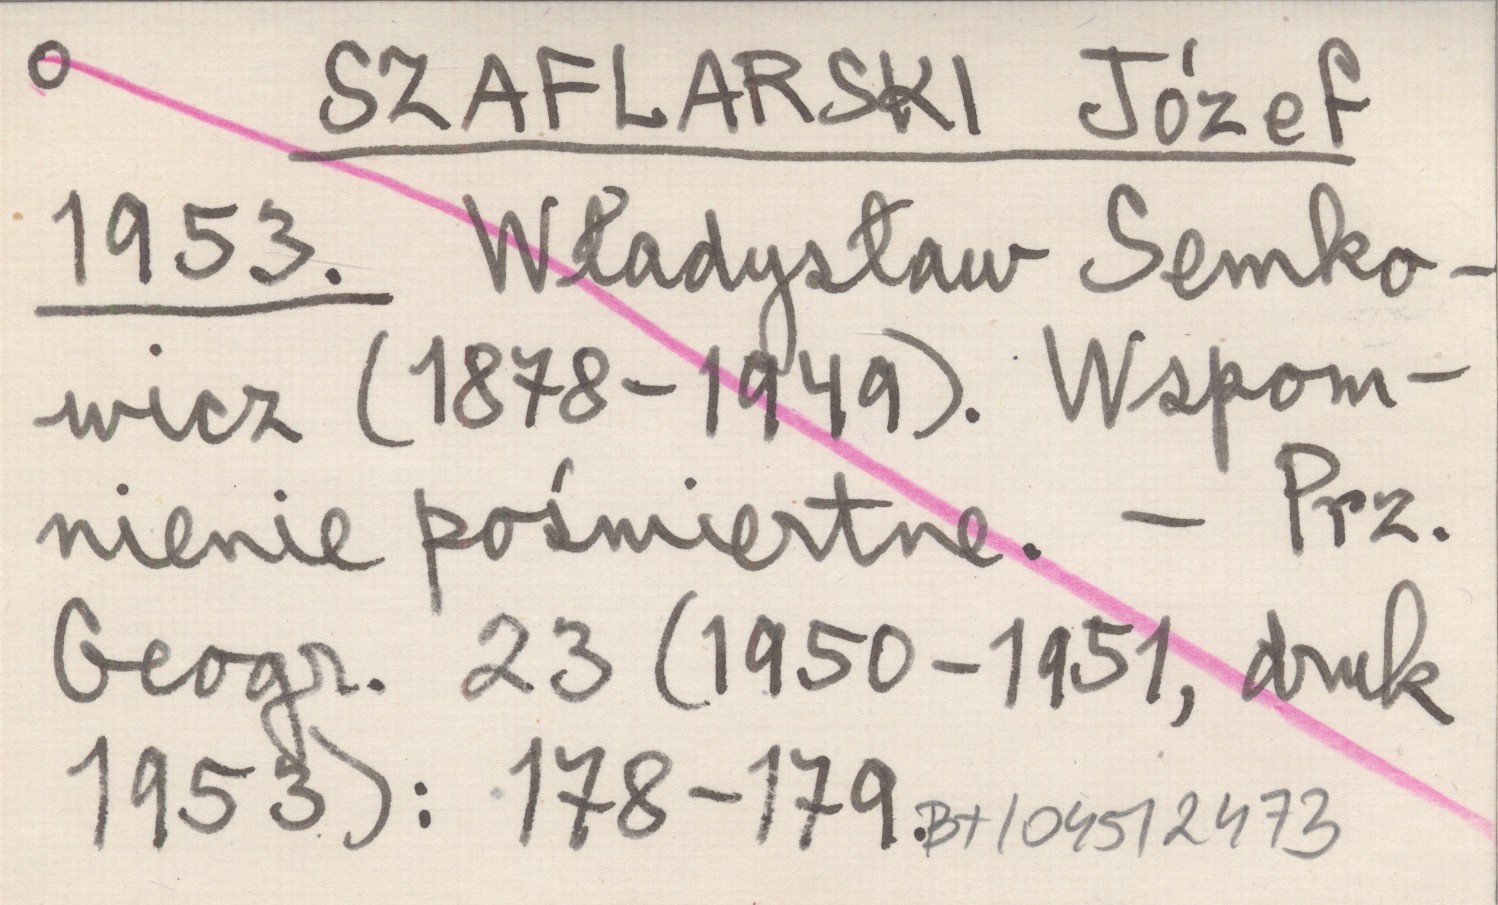 SZAFLARSKI Józef
1953. Władysław Semko-
wicz (1878-1949). Wspom-
nienie pośmiertne. – Prz.
Geogr. 23 (1950-1951, druk
1953): 178-179.